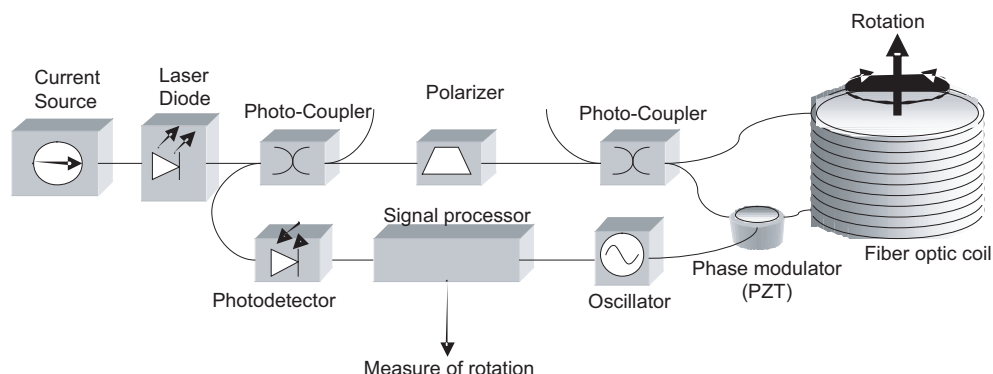 Rotation
Current
Source
Laser
Diode
Photo-Coupler
Polarizer
Photo-Coupler
Signal processor
Fiber optic coil
Phase modulator
(PZT)
Photodetector
Oscillator
Measure of rotation